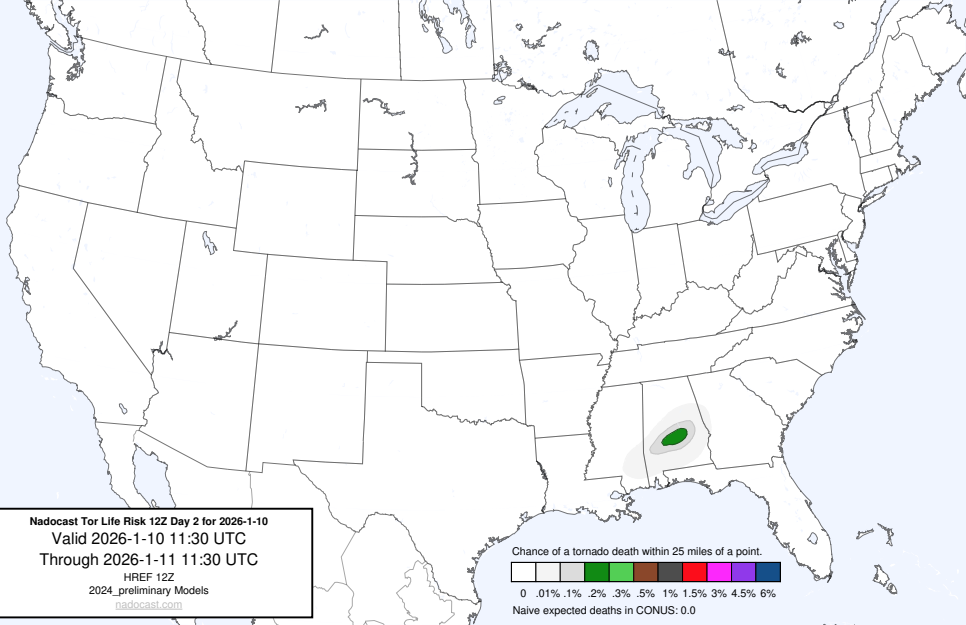 Nadocast Tor Life Risk 12Z Day 2 for 2026-1-10
Valid 2026-1-10 11:30 UTC
Through 2026-1-11 11:30 UTC
HREF 12Z
2024_preliminary Models
nadocast.com
Chance of a tornado death within 25 miles of a point.
0 .01% .1% .2% .3% .5% 1% 1.5% 3% 4.5% 6%
Naive expected deaths in CONUS: 0.0